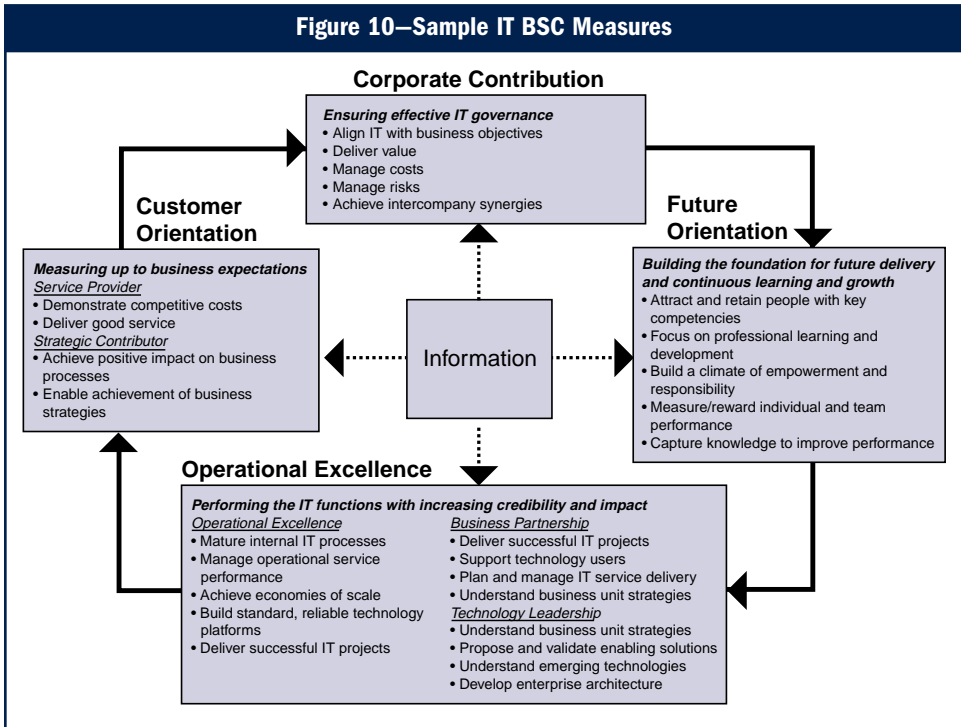 Figure 10—Sample IT BSC Measures
Corporate Contribution
Ensuring effective IT governance
• Align IT with business objectives
• Deliver value
• Manage costs
• Manage risks
• Achieve intercompany synergies
Customer
Orientation
Measuring up to business expectations
Service Provider
• Demonstrate competitive costs
• Deliver good service
Strategic Contributor
• Achieve positive impact on business
processes
• Enable achievement of business
strategies
Information
Future
Orientation
Building the foundation for future delivery
and continuous learning and growth
• Attract and retain people with key
competencies
• Focus on professional learning and
development
• Build a climate of empowerment and
responsibility
• Measure/reward individual and team
performance
• Capture knowledge to improve performance
Operational Excellence
Performing the IT functions with increasing credibility and impact
Operational Excellence
• Mature internal IT processes
• Manage operational service
performance
• Achieve economies of scale
• Build standard, reliable technology
platforms
• Deliver successful IT projects
Business Partnership
• Deliver successful IT projects
• Support technology users
• Plan and manage IT service delivery
• Understand business unit strategies
Technology Leadership
• Understand business unit strategies
• Propose and validate enabling solutions
• Understand emerging technologies
• Develop enterprise architecture